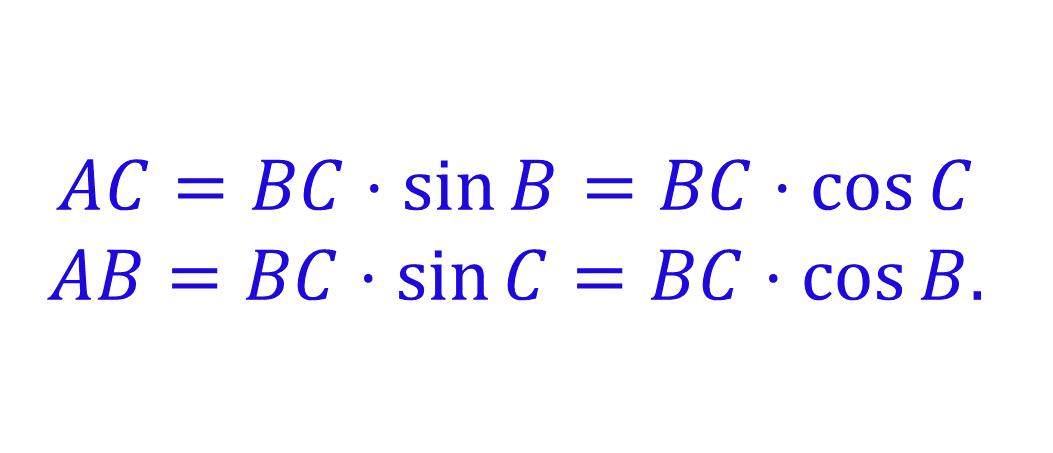 AC = BC · sin B = BC · cos C
AB = BC · sin C = BC · cos B.